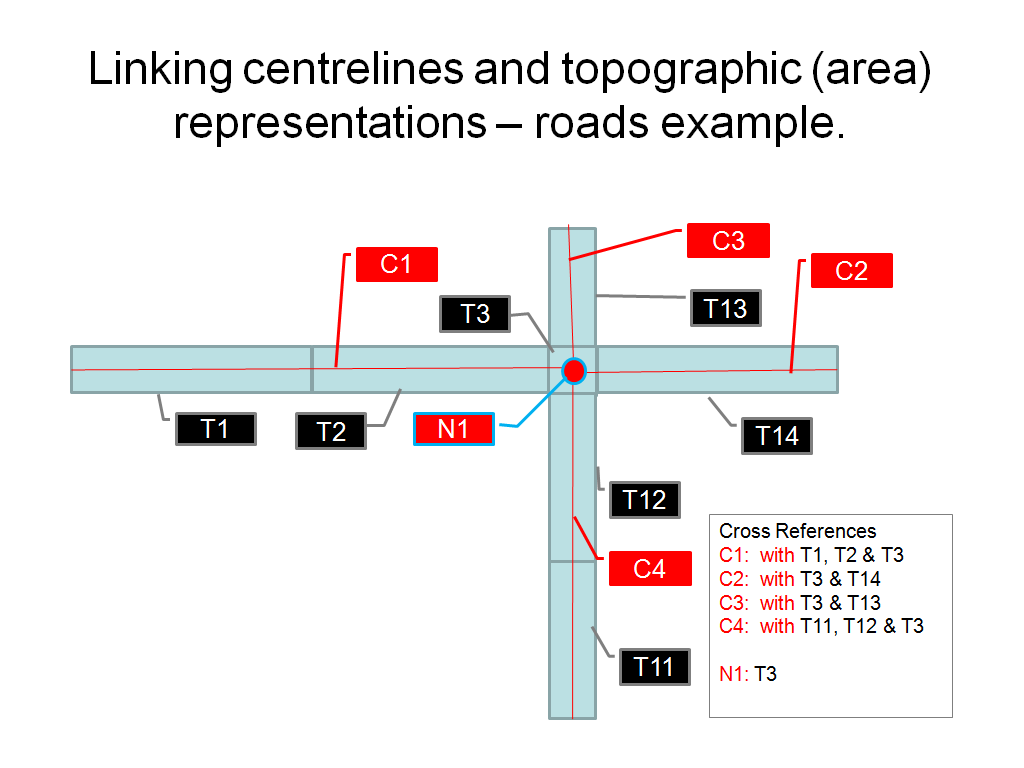 Linking centrelines and topographic (area)
representations – roads example.
C3
C1
C2
T3
T13
T1
T2
N1
T14
T12
C4
T11
Cross References
C1: with T1, T2 & T3
C2: with T3 & T14
C3: with T3 & T13
C4: with T11, T12 & T3
N1: T3